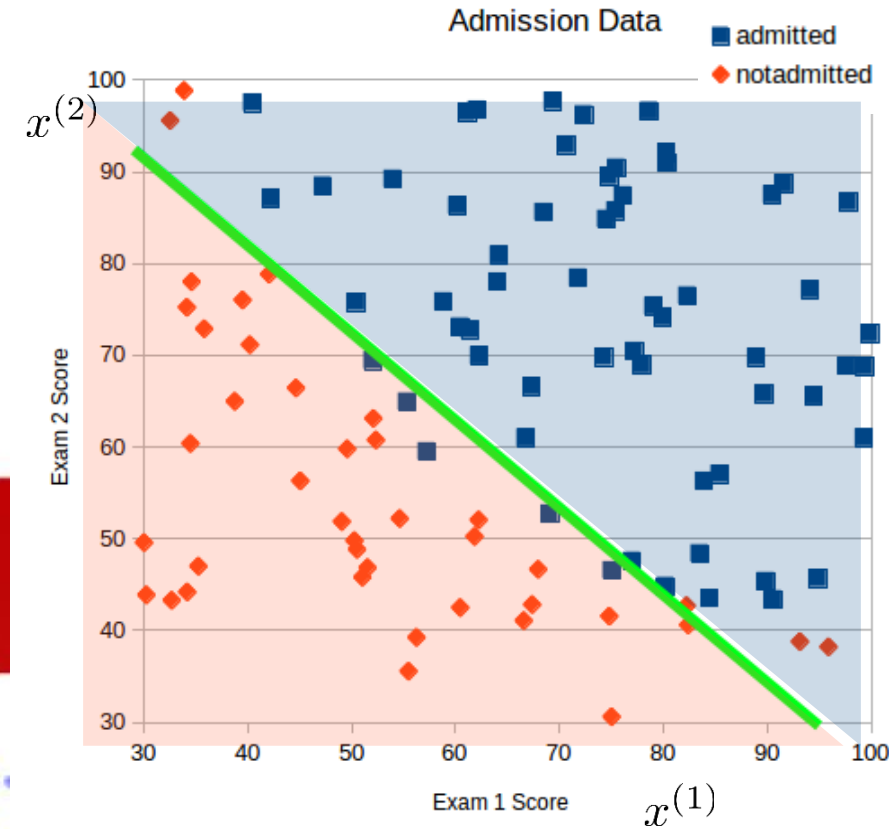 Admission Data
admitted
notadmitted
100
x^{(2)}
90
80
70
60
50
40
30
Exam 2 Score
30 40 50 60 70 80 90 100
Exam 1 Score
x^{(1)}